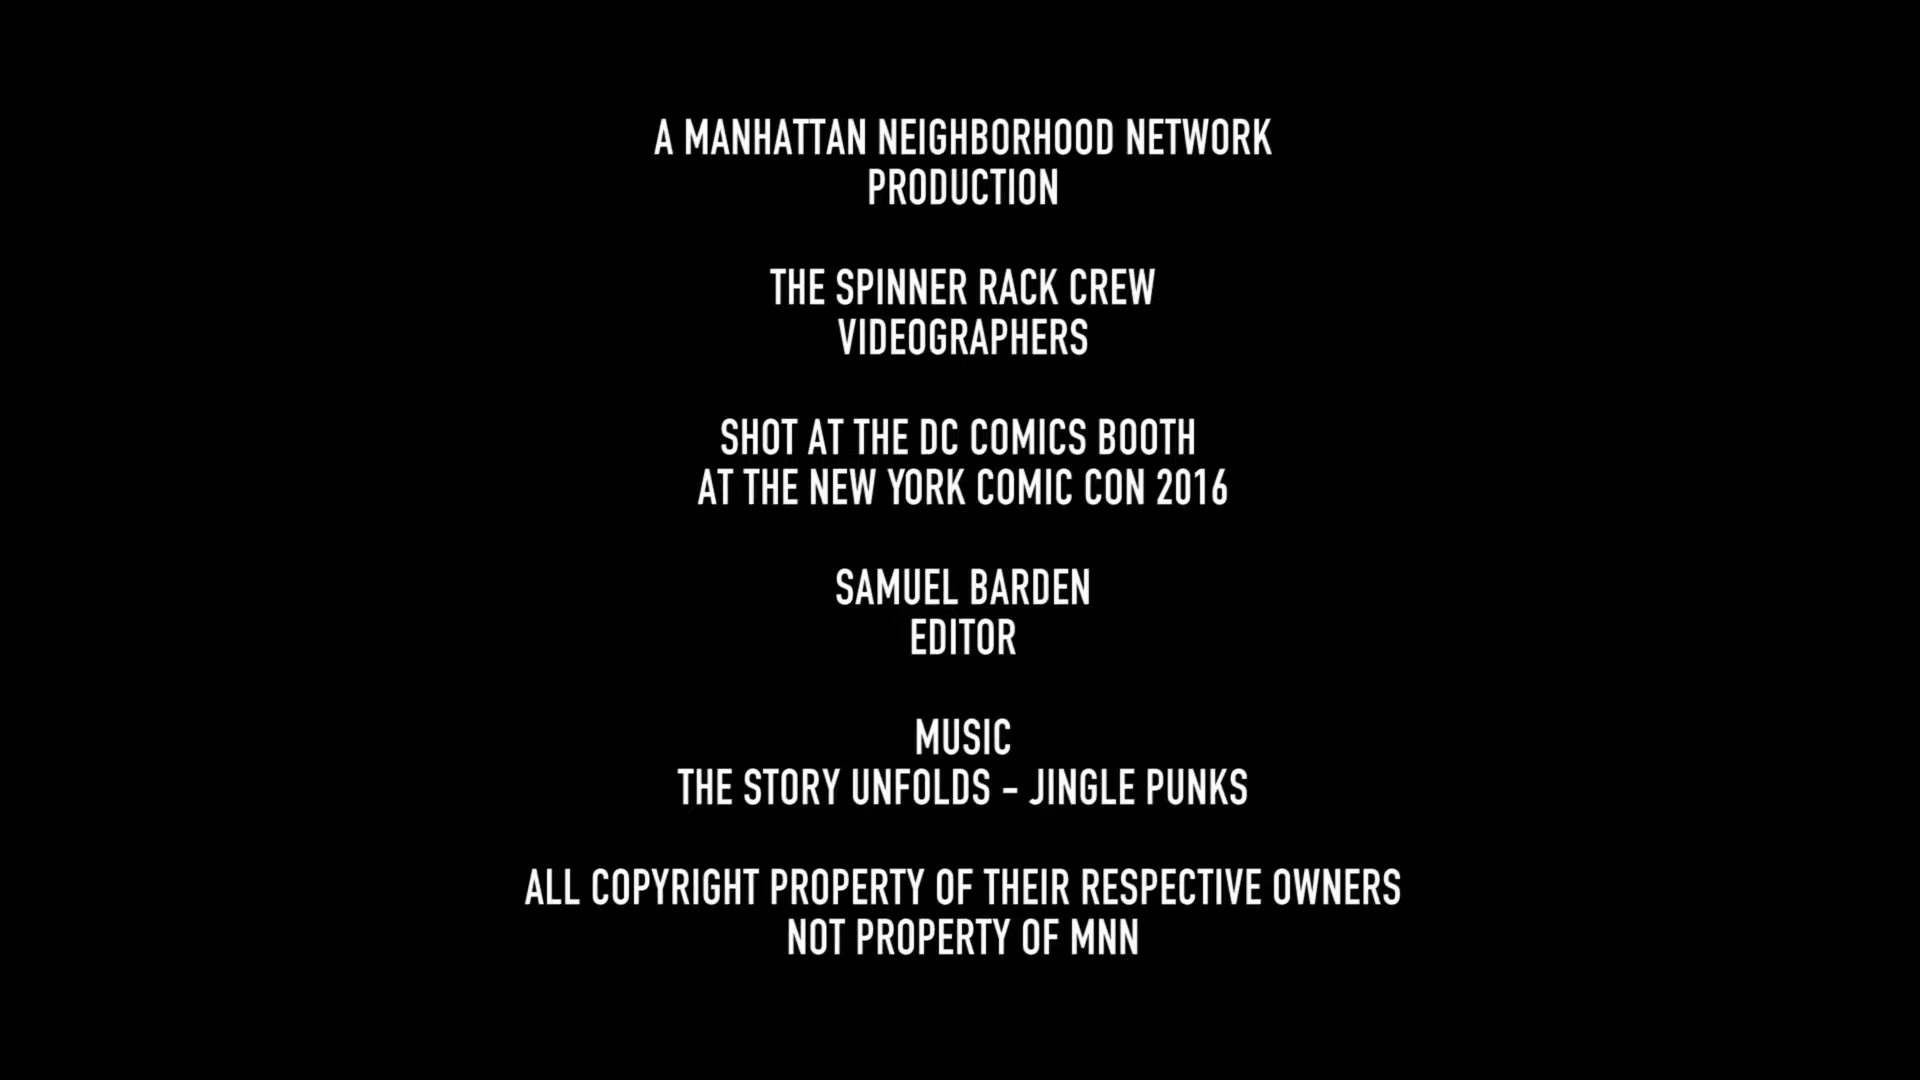 A MANHATTAN NEIGHBORHOOD NETWORK
PRODUCTION
THE SPINNER RACK CREW
VIDEOGRAPHERS
SHOT AT THE DC COMICS BOOTH
AT THE NEW YORK COMIC CON 2016
SAMUEL BARDEN
EDITOR
MUSIC
THE STORY UNFOLDS - JINGLE PUNKS
ALL COPYRIGHT PROPERTY OF THEIR RESPECTIVE OWNERS
NOT PROPERTY OF MNN